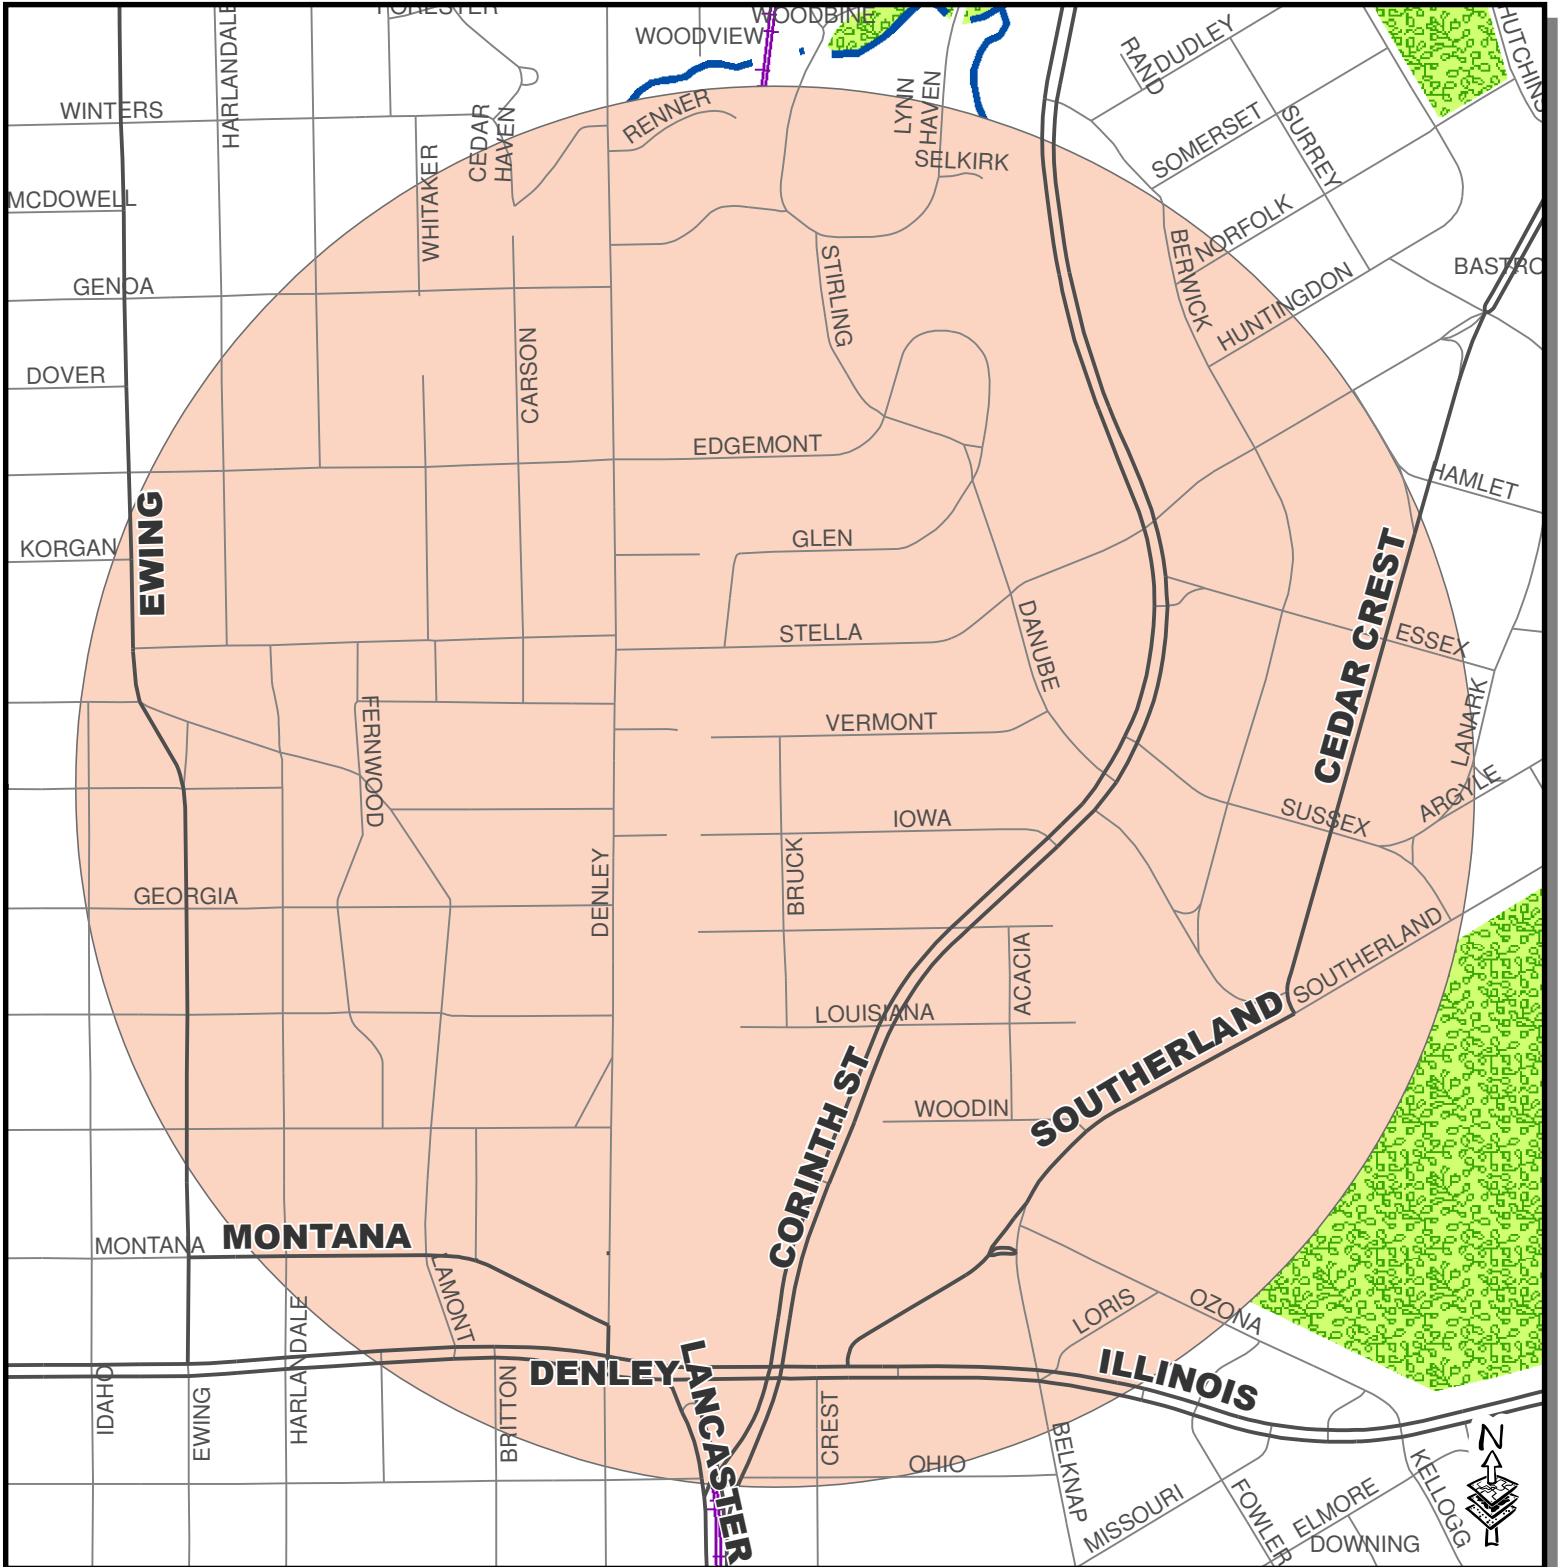 FORESTER
WOODBINE
WOODVIEW
HARLANDALE
WINTERS
CEDAR
HAVEN
RENNER
LYNN
HAVEN
RAND
DUDLEY
HUTCHINS
SOMERSET
SURREY
SELKIRK
MCDOWELL
WHITAKER
NORFOLK
BERWICK
STIRLING
BASTRO
GENOA
HUNTINGDON
DOVER
CARSON
EDGEMONT
HAMLET
EWING
KORGAN
GLEN
CEDAR CREST
STELLA
DANUBE
ESSEX
FERNWOOD
VERMONT
LANARK
IOWA
SUSSEX
ARGYLE
BRUCK
DENLEY
GEORGIA
ACACIA
SOUTHERLAND
LOUISIANA
SOUTHERLAND
WOODIN
CORINTH ST
MONTANA
MONTANA
LAMONT
HARLANDALE
LORIS
OZONA
DENLEY
LANCASTER
ILLINOIS
IDAHO
EWING
BRITTON
CREST
OHIO
BELKNAP
N
MISSOURI
FOWLER
ELMORE
KELLOGG
DOWNING